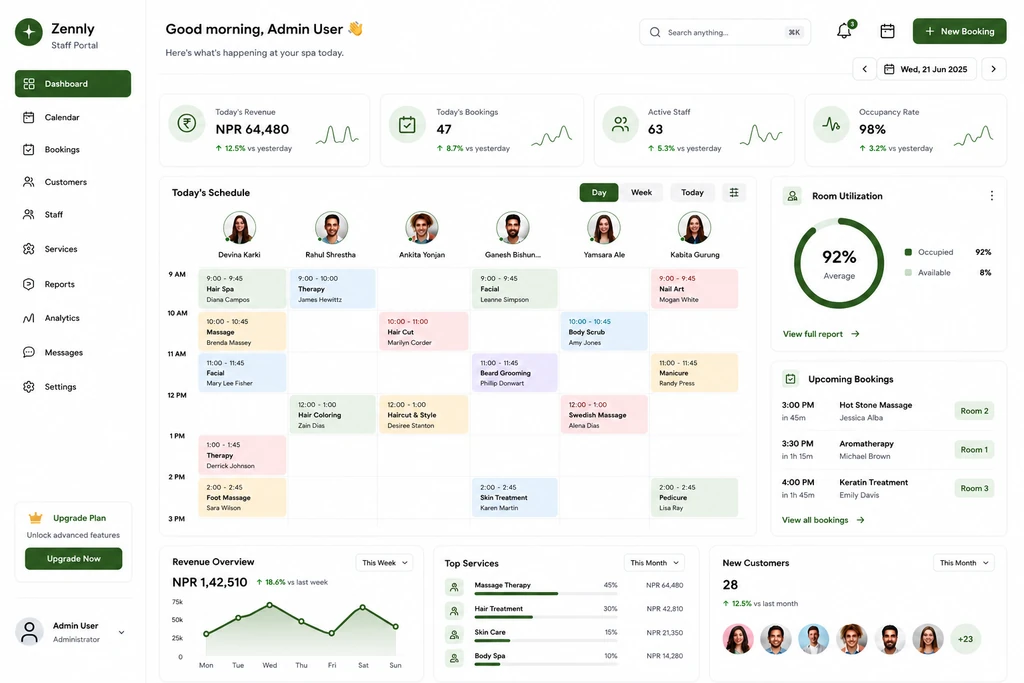 Zennly
Staff Portal
Dashboard
Calendar
Bookings
Customers
Staff
Services
Reports
Analytics
Messages
Settings
Upgrade Plan
Unlock advanced features
Upgrade Now
Admin User
Administrator
Good morning, Admin User 👋
Here's what's happening at your spa today.
Search anything...
⌘K
3
+ New Booking
Wed, 21 Jun 2025
Today's Revenue
NPR 64,480
↑ 12.5% vs yesterday
Today's Bookings
47
↑ 8.7% vs yesterday
Active Staff
63
↑ 5.3% vs yesterday
Occupancy Rate
98%
↑ 3.2% vs yesterday
Today's Schedule
Day
Week
Today
Devina Karki
Rahul Shrestha
Ankita Yonjan
Ganesh Bishun...
Yamsara Ale
Kabita Gurung
9 AM
9:00 - 9:45
Hair Spa
Diana Campos
9:00 - 10:00
Therapy
James Hewittz
9:00 - 9:45
Facial
Leanne Simpson
9:00 - 9:45
Nail Art
Mogan White
10 AM
10:00 - 10:45
Massage
Brenda Massey
10:00 - 11:00
Hair Cut
Marilyn Corder
10:00 - 10:45
Body Scrub
Amy Jones
11 AM
11:00 - 11:45
Facial
Mary Lee Fisher
11:00 - 11:45
Beard Grooming
Phillip Donwart
11:00 - 11:45
Manicure
Randy Press
12 PM
12:00 - 1:00
Hair Coloring
Zain Dias
12:00 - 1:00
Haircut & Style
Desiree Stanton
12:00 - 1:00
Swedish Massage
Alena Dias
1 PM
1:00 - 1:45
Therapy
Derrick Johnson
2 PM
2:00 - 2:45
Foot Massage
Sara Wilson
2:00 - 2:45
Skin Treatment
Karen Martin
2:00 - 2:45
Pedicure
Lisa Ray
3 PM
Room Utilization
92%
Average
Occupied 92%
Available 8%
View full report →
Upcoming Bookings
3:00 PM Hot Stone Massage
in 45m Jessica Alba
Room 2
3:30 PM Aromatherapy
in 1h 15m Michael Brown
Room 1
4:00 PM Keratin Treatment
in 1h 45m Emily Davis
Room 3
View all bookings →
Revenue Overview
This Week
NPR 1,42,510 ↑ 18.6% vs last week
75k
50k
25k
0
Mon Tue Wed Thu Fri Sat Sun
Top Services
This Month
Massage Therapy 45% NPR 64,480
Hair Treatment 30% NPR 42,810
Skin Care 15% NPR 21,350
Body Spa 10% NPR 14,280
New Customers
This Month
28
↑ 12.5% vs last month
+23